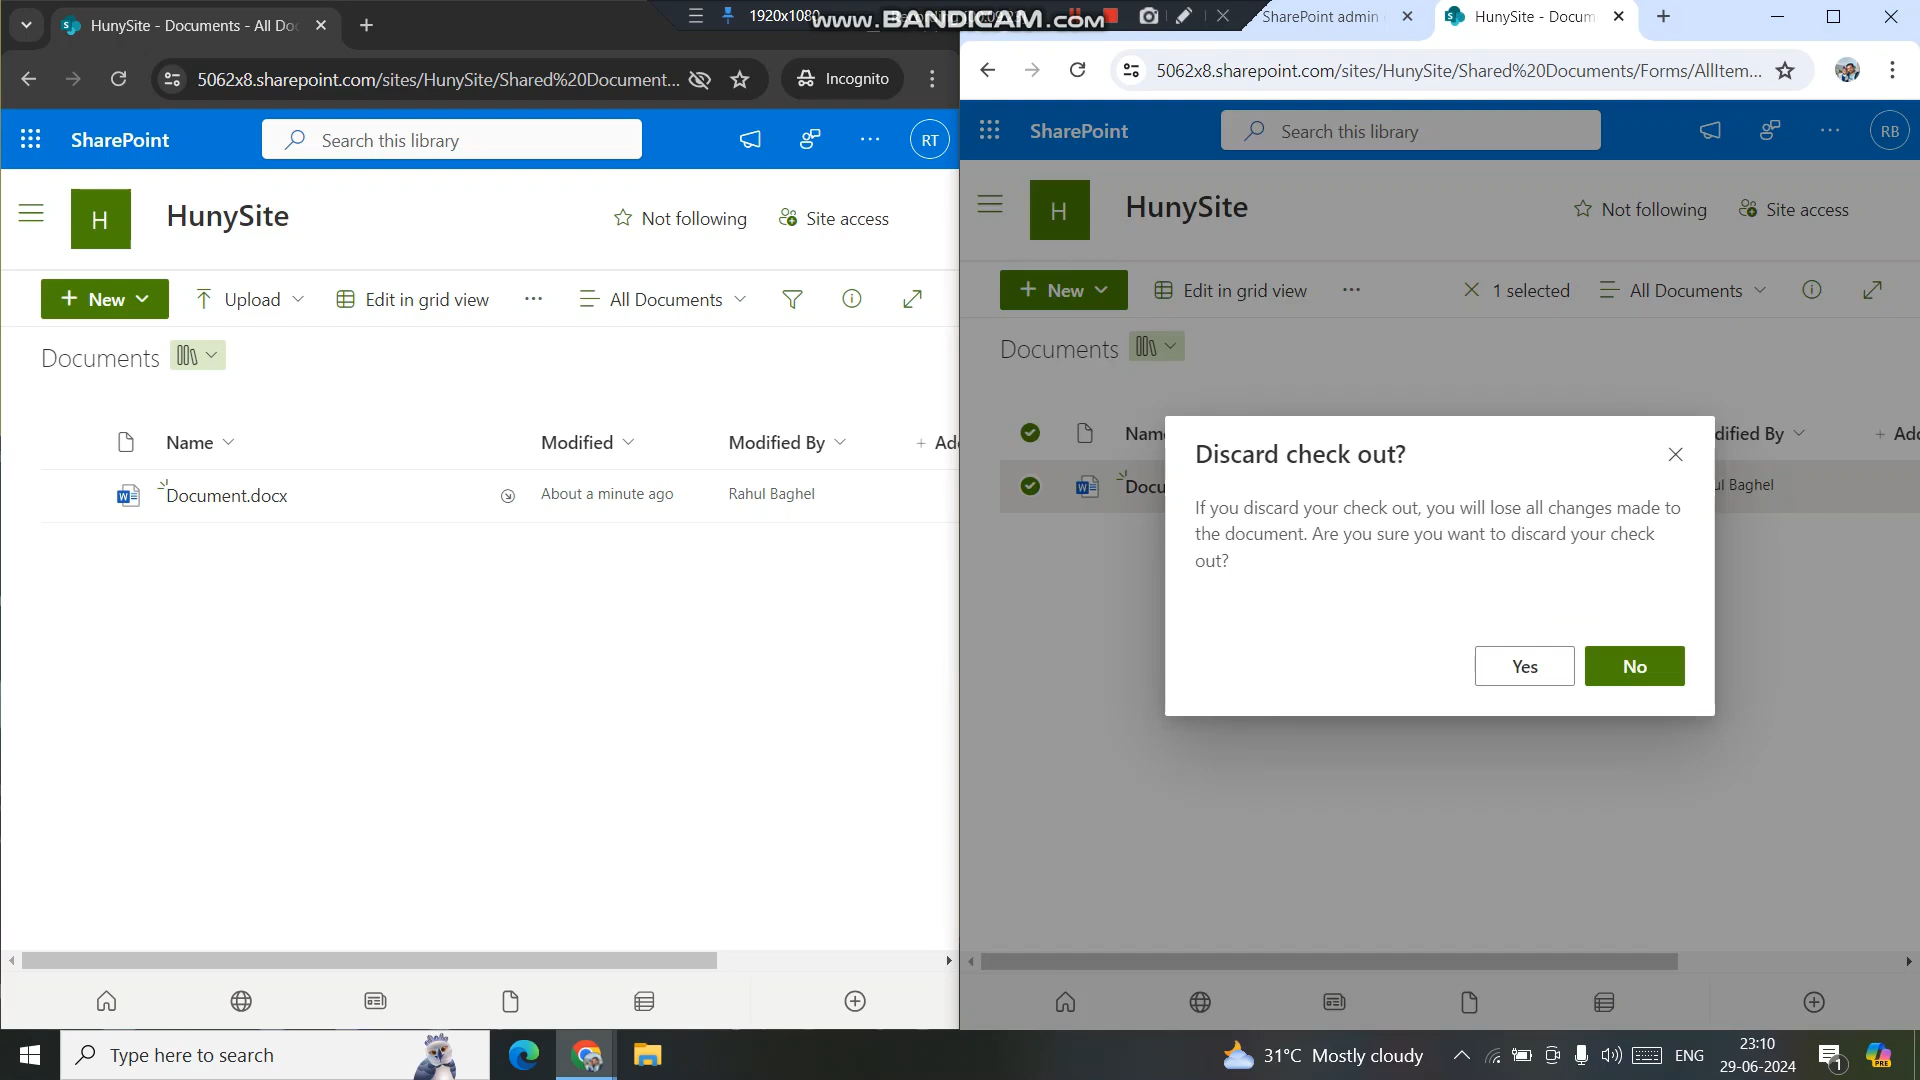 HunySite - Documents - All Doc
1920x1080
www.BANDICAM.com
SharePoint admin
HunySite - Docum
5062x8.sharepoint.com/sites/HunySite/Shared%20Document...
Incognito
5062x8.sharepoint.com/sites/HunySite/Shared%20Documents/Forms/AllItem...
SharePoint
Search this library
RT
SharePoint
Search this library
RB
H
HunySite
Not following
Site access
H
HunySite
Not following
Site access
New
Upload
Edit in grid view
All Documents
New
Edit in grid view
1 selected
All Documents
Documents
Documents
Name
Modified
Modified By
Add
Name
dified By
Add
Document.docx
About a minute ago
Rahul Baghel
Docu
ul Baghel
Discard check out?
If you discard your check out, you will lose all changes made to
the document. Are you sure you want to discard your check
out?
Yes
No
Type here to search
31°C Mostly cloudy
ENG
23:10
29-06-2024
1
PRE